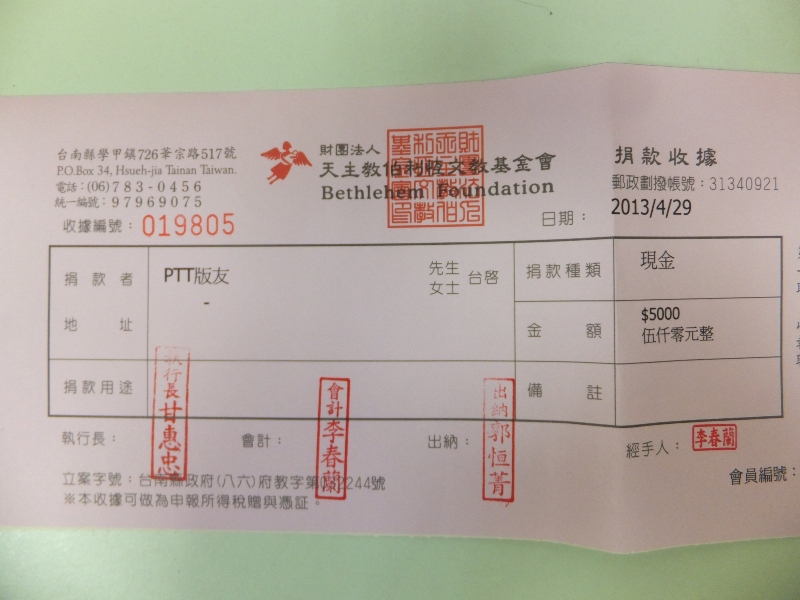 台南縣學甲鎮726華宗路517號
P.O.Box 34, Hsueh-jia Tainan Taiwan.
電話：(06)783-0456
統一編號：97969075
收據編號：019805
財團法人
天主教伯利恆文教基金會
Bethlehem Foundation
捐款收據
郵政劃撥帳號：31340921
日期： 2013/4/29
捐款者 PTT版友 先生 女士 台啓
-
地址
捐款種類 現金
金額 $5000
伍仟零元整
捐款用途
備註
執行長： 執行長甘惠忠
會計： 會計李春蘭
出納： 出納郭恒菁
經手人： 李春蘭
會員編號：
立案字號：台南縣政府(八六)府教字第 2244號
※本收據可做為申報所得稅贈與憑証。